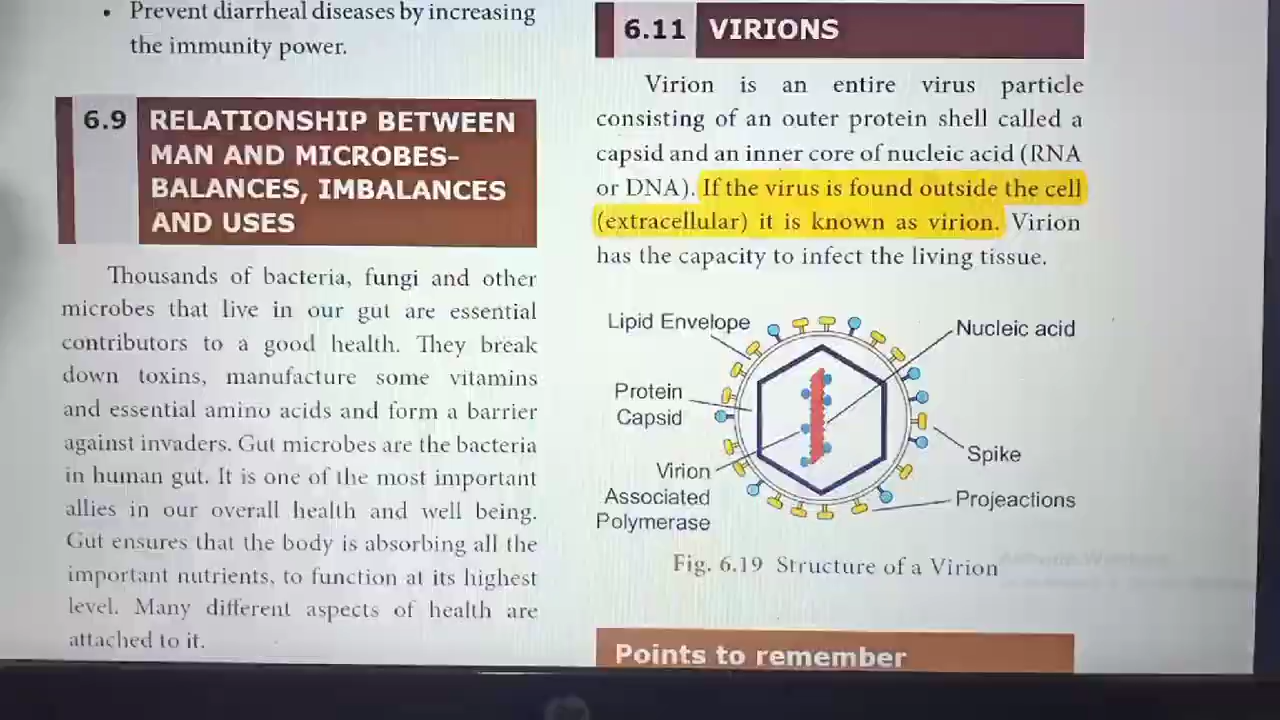 • Prevent diarrheal diseases by increasing
the immunity power.
6.9 RELATIONSHIP BETWEEN
MAN AND MICROBES-
BALANCES, IMBALANCES
AND USES
Thousands of bacteria, fungi and other
microbes that live in our gut are essential
contributors to a good health. They break
down toxins, manufacture some vitamins
and essential amino acids and form a barrier
against invaders. Gut microbes are the bacteria
in human gut. It is one of the most important
allies in our overall health and well being.
Gut ensures that the body is absorbing all the
important nutrients, to function at its highest
level. Many different aspects of health are
attached to it.
6.11 VIRIONS
Virion is an entire virus particle
consisting of an outer protein shell called a
capsid and an inner core of nucleic acid (RNA
or DNA). If the virus is found outside the cell
(extracellular) it is known as virion. Virion
has the capacity to infect the living tissue.
Lipid Envelope
Nucleic acid
Protein
Capsid
Spike
Virion
Associated
Polymerase
Projeactions
Fig. 6.19 Structure of a Virion
Points to remember